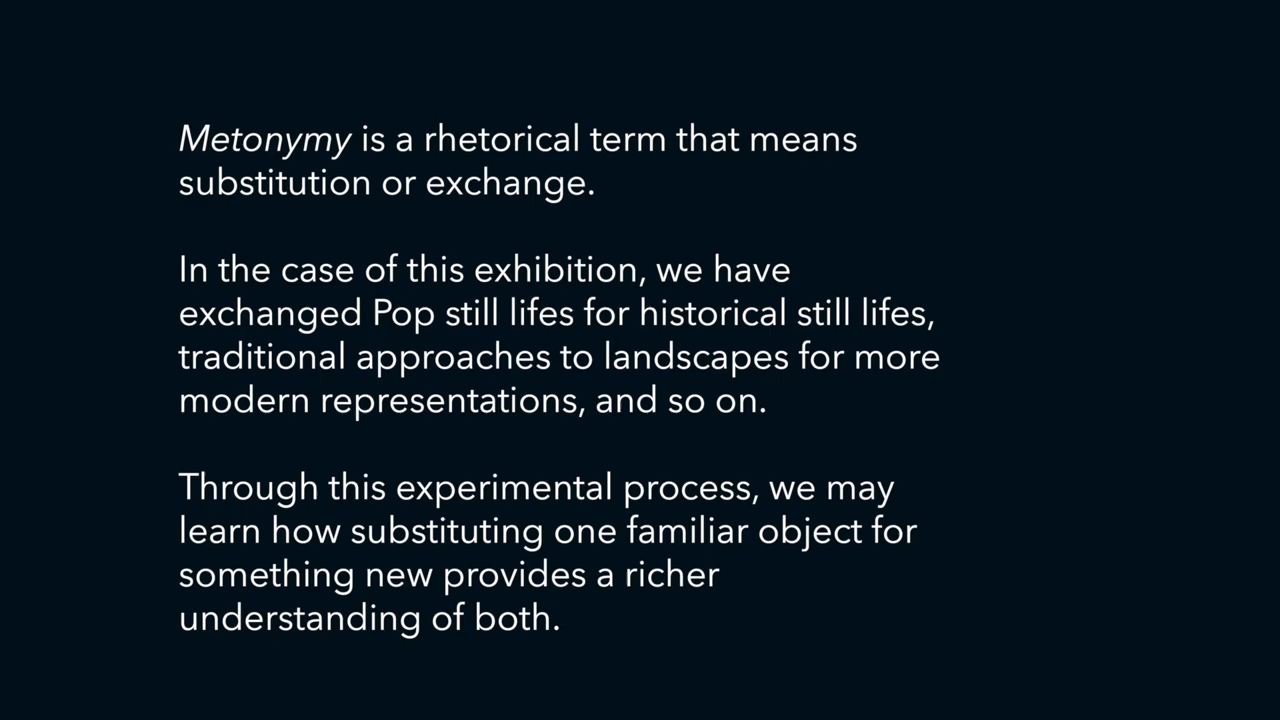 Metonymy is a rhetorical term that means
substitution or exchange.
In the case of this exhibition, we have
exchanged Pop still lifes for historical still lifes,
traditional approaches to landscapes for more
modern representations, and so on.
Through this experimental process, we may
learn how substituting one familiar object for
something new provides a richer
understanding of both.